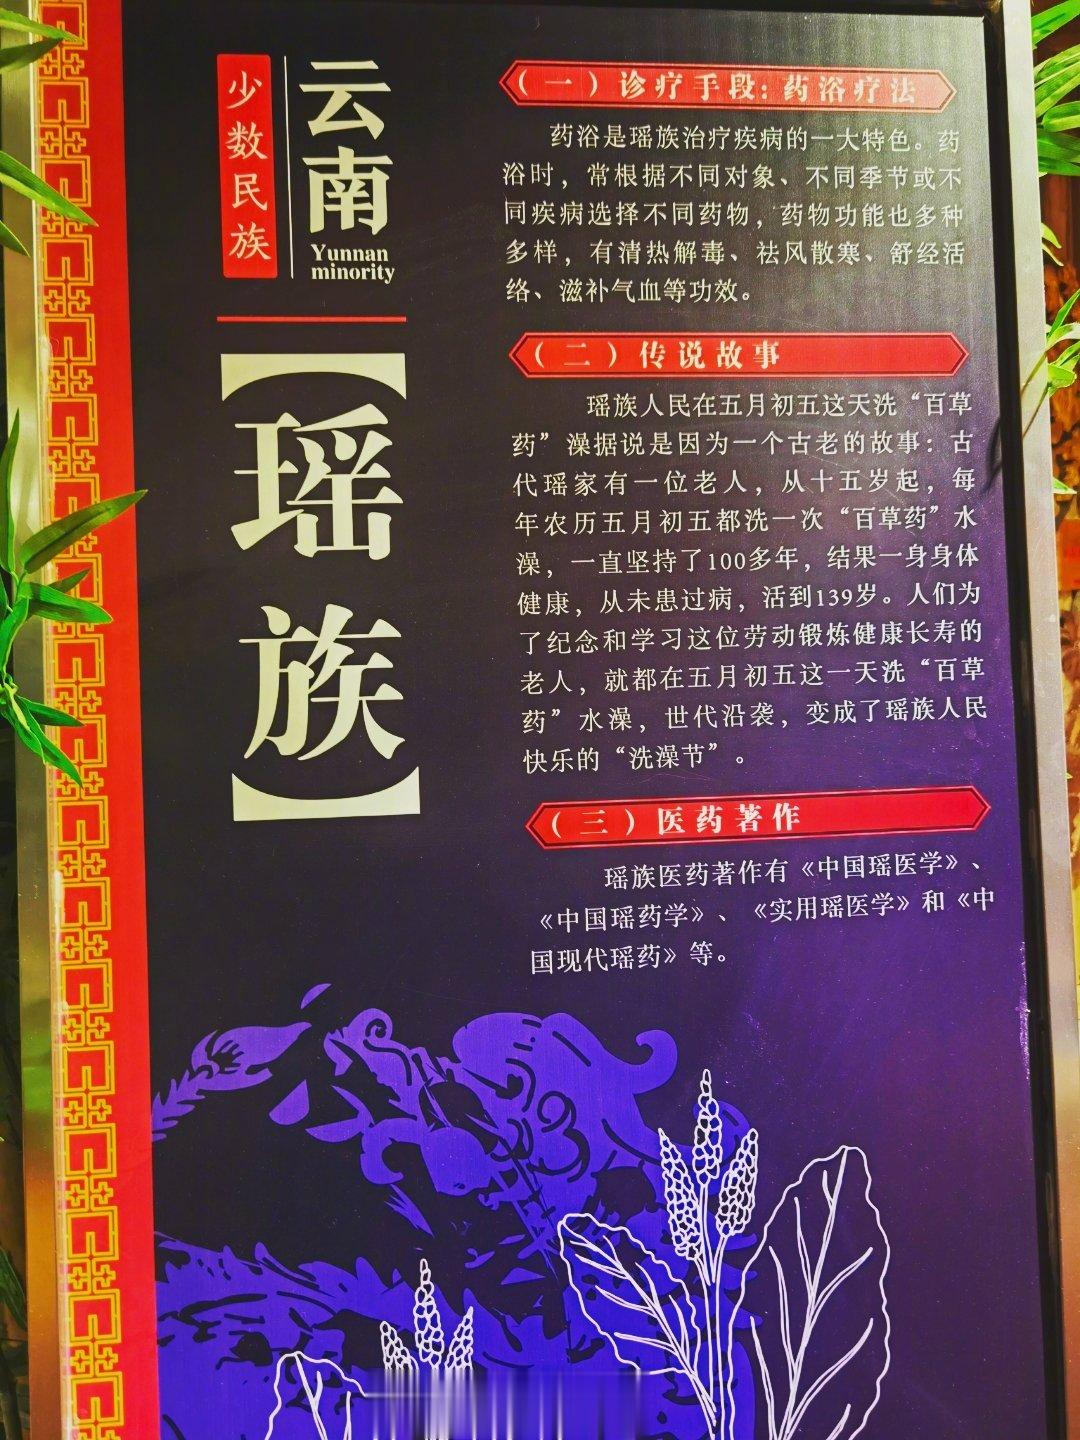 云南
少数民族
Yunnan
minority
【瑶族】
（一）诊疗手段：药浴疗法
药浴是瑶族治疗疾病的一大特色。药
浴时，常根据不同对象、不同季节或不
同疾病选择不同药物，药物功能也多种
多样，有清热解毒、祛风散寒、舒经活
络、滋补气血等功效。
（二）传说故事
瑶族人民在五月初五这天洗“百草
药”澡据说是因为一个古老的故事：古
代瑶家有一位老人，从十五岁起，每
年农历五月初五都洗一次“百草药”水
澡，一直坚持了100多年，结果一身身体
健康，从未患过病，活到139岁。人们为
了纪念和学习这位劳动锻炼健康长寿的
老人，就都在五月初五这一天洗“百草
药”水澡，世代沿袭，变成了瑶族人民
快乐的“洗澡节”。
（三）医药著作
瑶族医药著作有《中国瑶医学》、
《中国瑶药学》、《实用瑶医学》和《中
国现代瑶药》等。